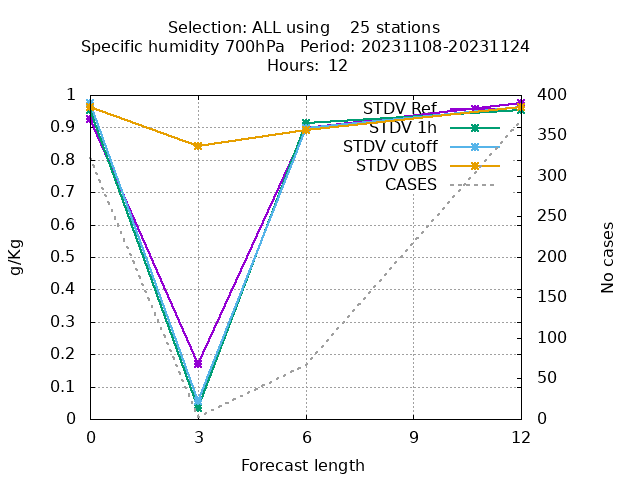 Selection: ALL using    25 stations
Specific humidity 700hPa   Period: 20231108-20231124
Hours:  12
1
0.9
0.8
0.7
0.6
0.5
0.4
0.3
0.2
0.1
0
g/Kg
STDV Ref
STDV 1h
STDV cutoff
STDV OBS
CASES
400
350
300
250
200
150
100
50
0
No cases
0 3 6 9 12
Forecast length